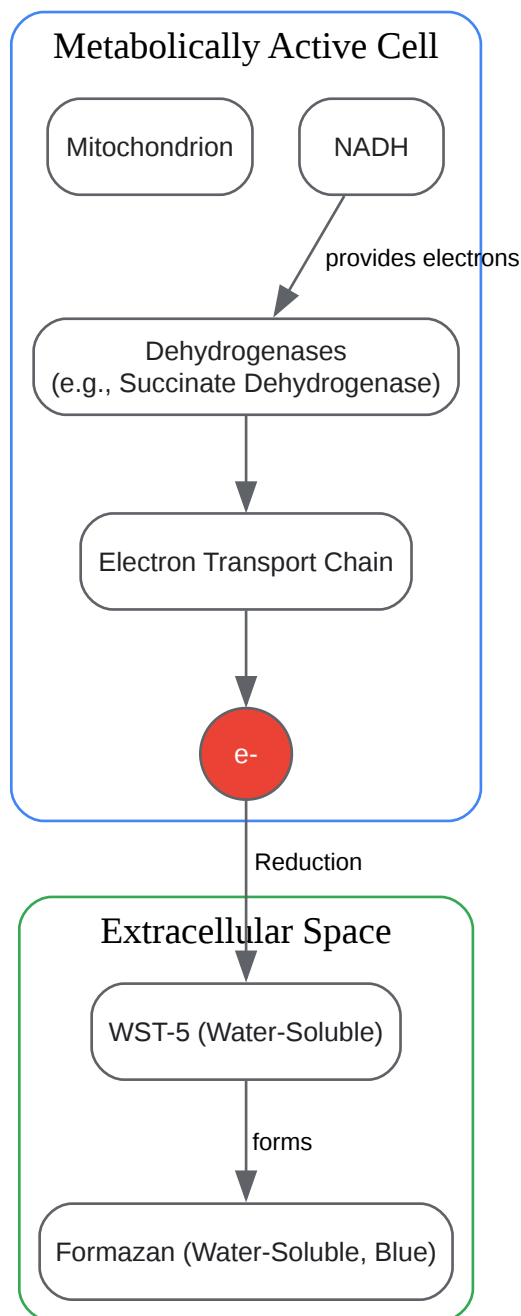 Metabolically Active Cell
Mitochondrion
NADH
provides electrons
Dehydrogenases
(e.g., Succinate Dehydrogenase)
Electron Transport Chain
e-
Reduction
Extracellular Space
WST-5 (Water-Soluble)
forms
Formazan (Water-Soluble, Blue)